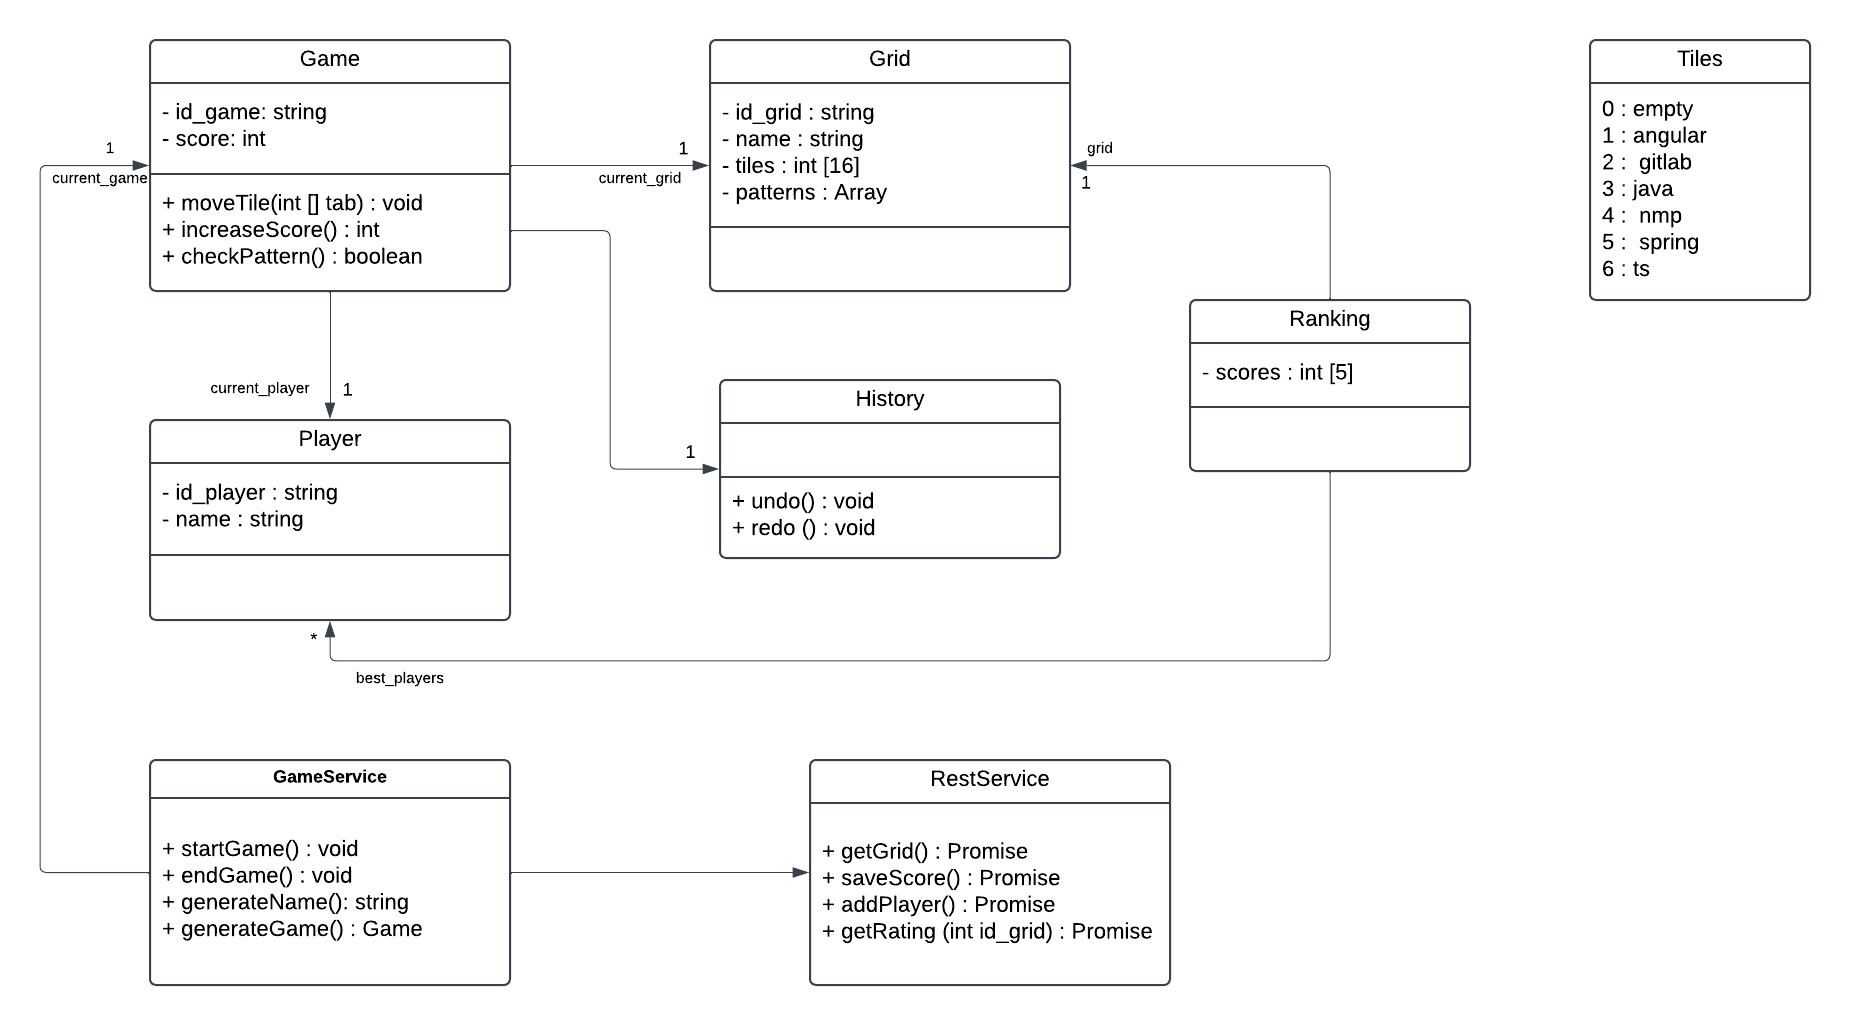 Game
- id_game: string
- score: int
+ moveTile(int [] tab) : void
+ increaseScore() : int
+ checkPattern() : boolean
1
current_game
1
current_grid
Grid
- id_grid : string
- name : string
- tiles : int [16]
- patterns : Array
grid
1
Tiles
0 : empty
1 : angular
2 :  gitlab
3 : java
4 :  nmp
5 :  spring
6 : ts
Ranking
- scores : int [5]
current_player
1
Player
- id_player : string
- name : string
History
+ undo() : void
+ redo () : void
1
*
best_players
GameService
+ startGame() : void
+ endGame() : void
+ generateName(): string
+ generateGame() : Game
RestService
+ getGrid() : Promise
+ saveScore() : Promise
+ addPlayer() : Promise
+ getRating (int id_grid) : Promise